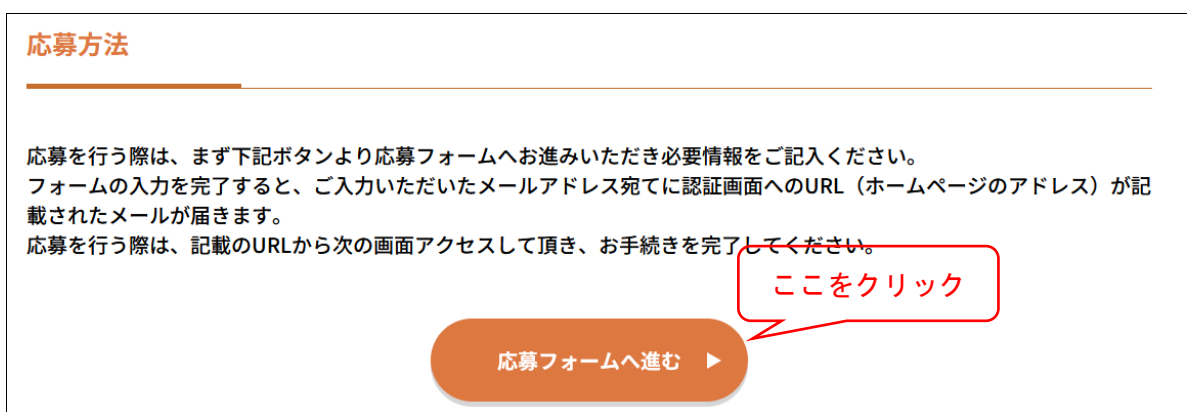 応募方法
応募を行う際は、まず下記ボタンより応募フォームへお進みいただき必要情報をご記入ください。
フォームの入力を完了すると、ご入力いただいたメールアドレス宛てに認証画面へのURL（ホームページのアドレス）が記
載されたメールが届きます。
応募を行う際は、記載のURLから次の画面アクセスして頂き、お手続きを完了してください。
ここをクリック
応募フォームへ進む ▶